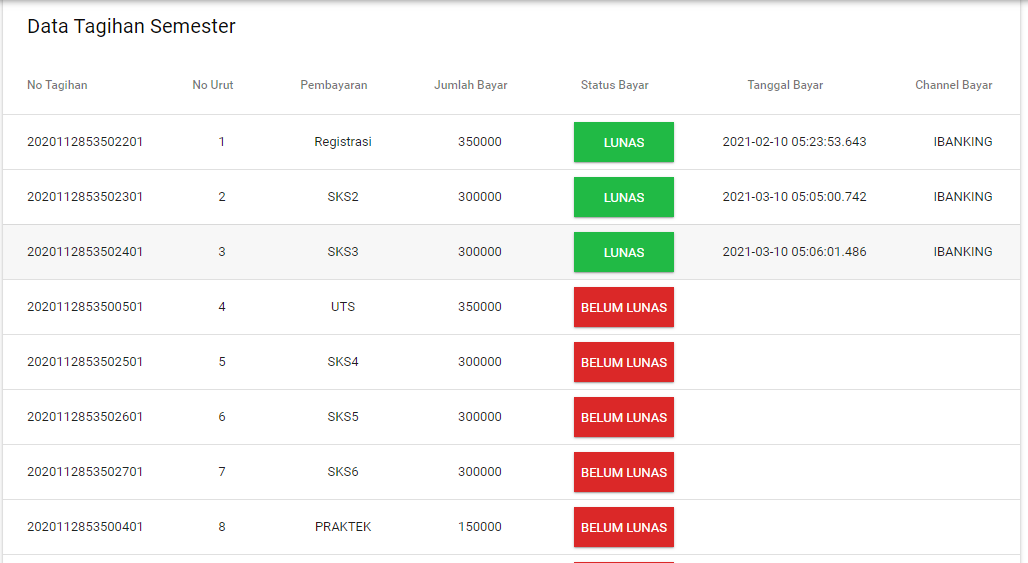 Data Tagihan Semester
No Tagihan No Urut Pembayaran Jumlah Bayar Status Bayar Tanggal Bayar Channel Bayar
2020112853502201 1 Registrasi 350000 LUNAS 2021-02-10 05:23:53.643 IBANKING
2020112853502301 2 SKS2 300000 LUNAS 2021-03-10 05:05:00.742 IBANKING
2020112853502401 3 SKS3 300000 LUNAS 2021-03-10 05:06:01.486 IBANKING
2020112853500501 4 UTS 350000 BELUM LUNAS
2020112853502501 5 SKS4 300000 BELUM LUNAS
2020112853502601 6 SKS5 300000 BELUM LUNAS
2020112853502701 7 SKS6 300000 BELUM LUNAS
2020112853500401 8 PRAKTEK 150000 BELUM LUNAS